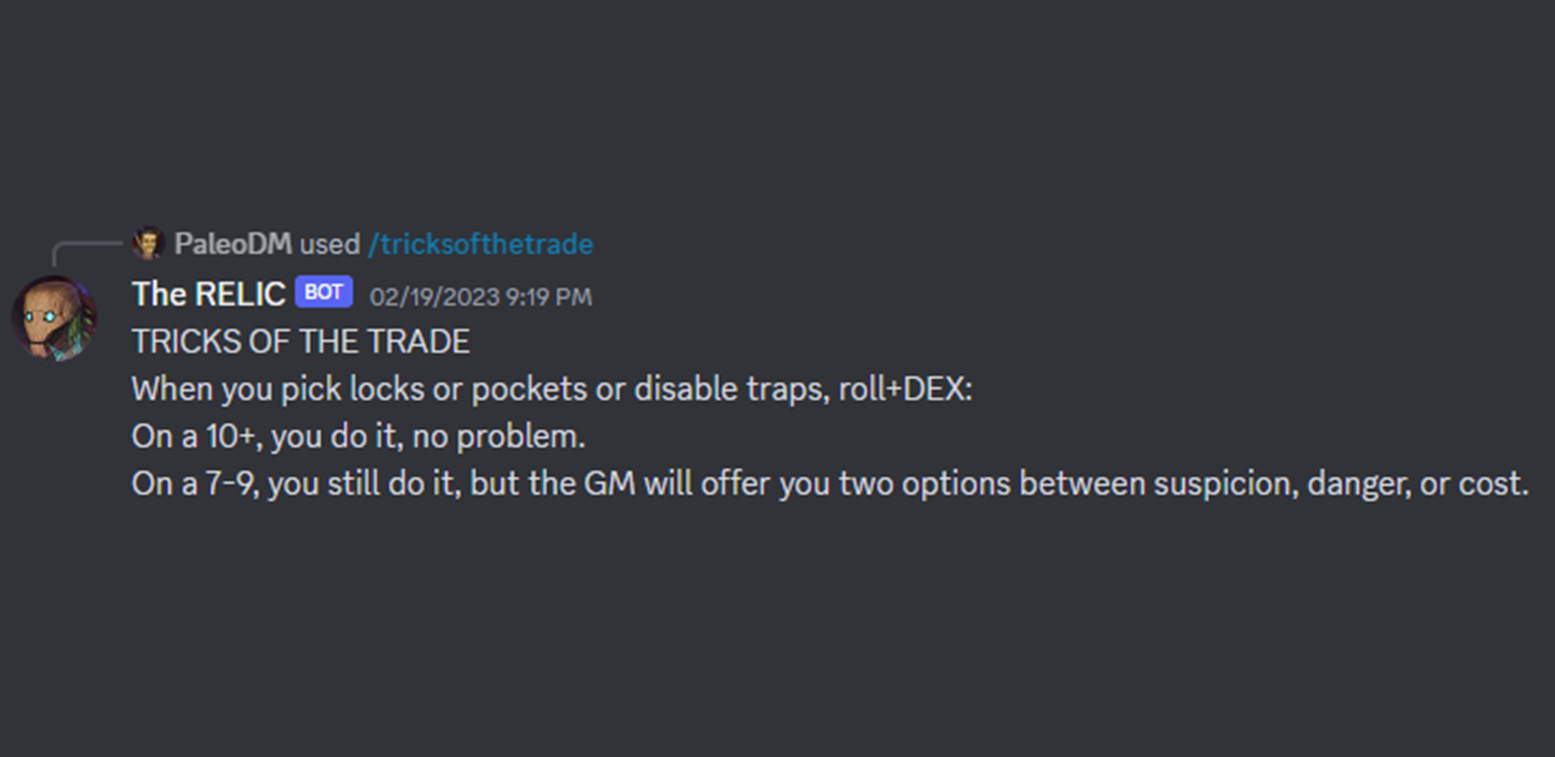 PaleoDM used /tricksofthetrade
The RELIC BOT 02/19/2023 9:19 PM
TRICKS OF THE TRADE
When you pick locks or pockets or disable traps, roll+DEX:
On a 10+, you do it, no problem.
On a 7-9, you still do it, but the GM will offer you two options between suspicion, danger, or cost.